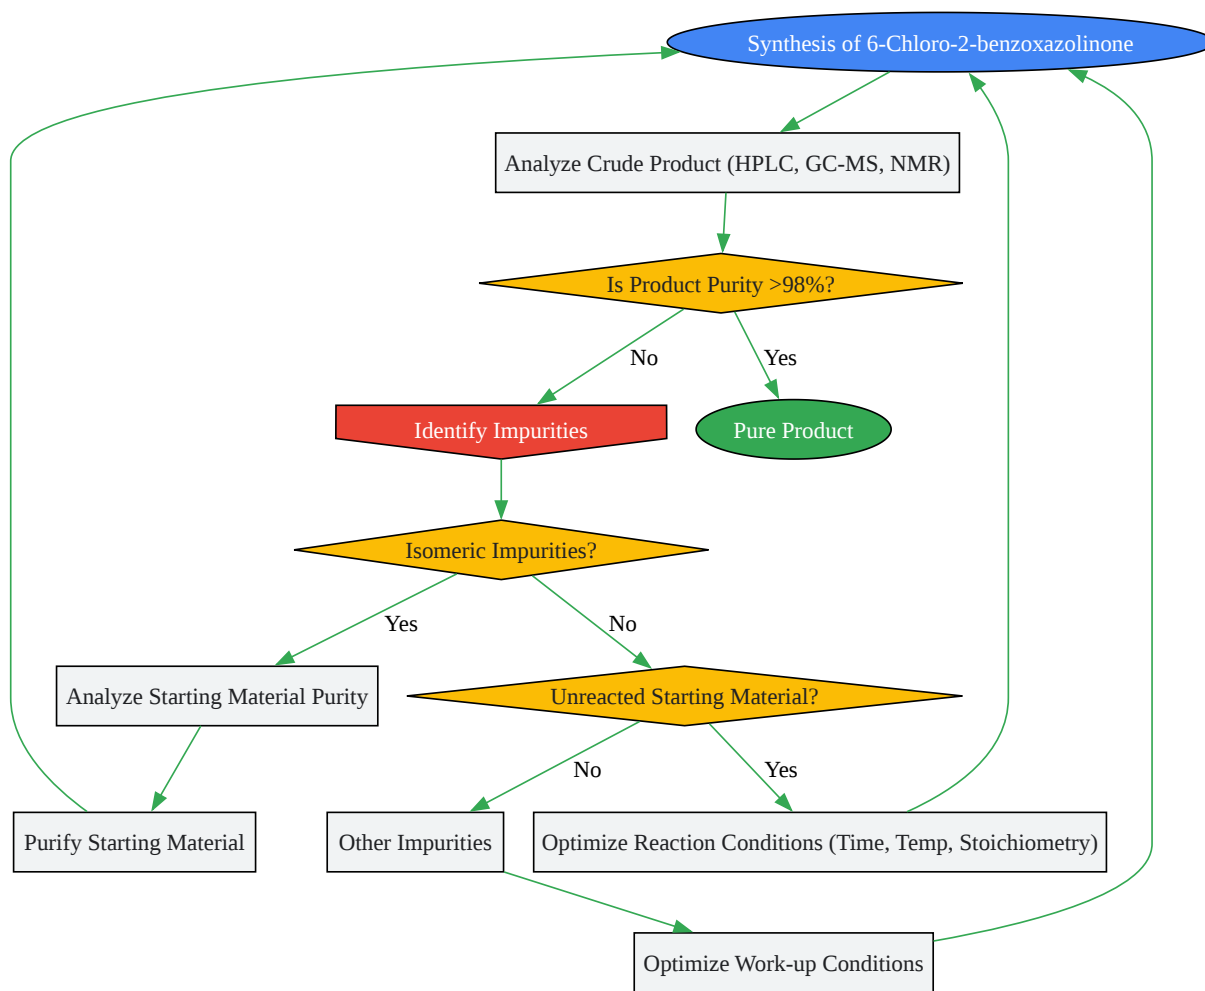 Synthesis of 6-Chloro-2-benzoxazolinone
Analyze Crude Product (HPLC, GC-MS, NMR)
Is Product Purity >98%?
No
Yes
Identify Impurities
Pure Product
Isomeric Impurities?
Yes
No
Analyze Starting Material Purity
Unreacted Starting Material?
No
Yes
Purify Starting Material
Other Impurities
Optimize Reaction Conditions (Time, Temp, Stoichiometry)
Optimize Work-up Conditions